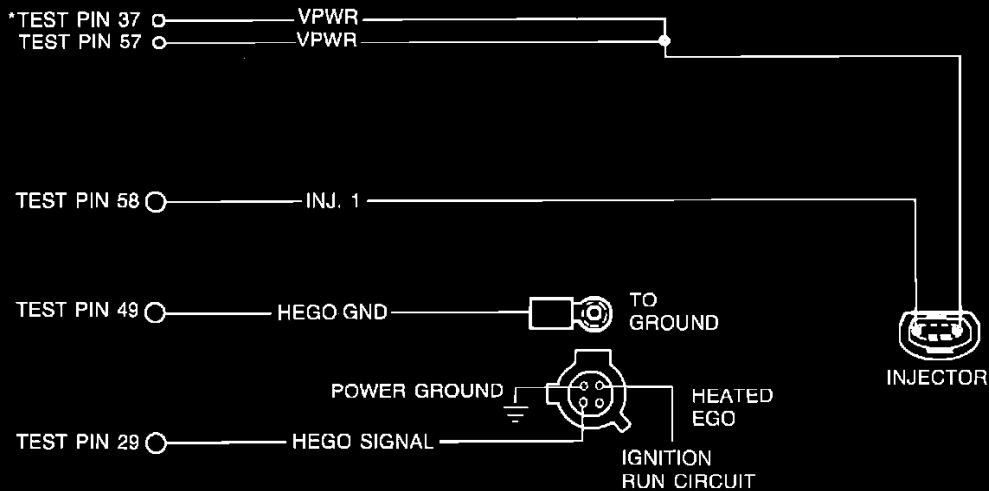 *TEST PIN 37 VPWR
TEST PIN 57 VPWR
TEST PIN 58 INJ. 1
TEST PIN 49 HEGO GND
TO
GROUND
INJECTOR
POWER GROUND
HEATED
EGO
TEST PIN 29 HEGO SIGNAL
IGNITION
RUN CIRCUIT